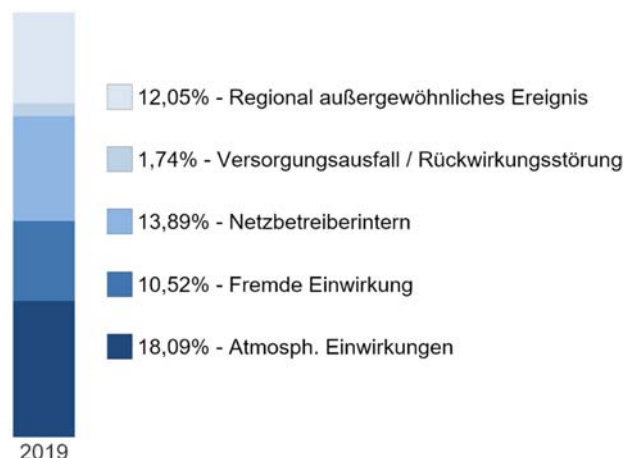 12,05% - Regional außergewöhnliches Ereignis
1,74% - Versorgungsausfall / Rückwirkungsstörung
13,89% - Netzbetreiberintern
10,52% - Fremde Einwirkung
18,09% - Atmosph. Einwirkungen
2019